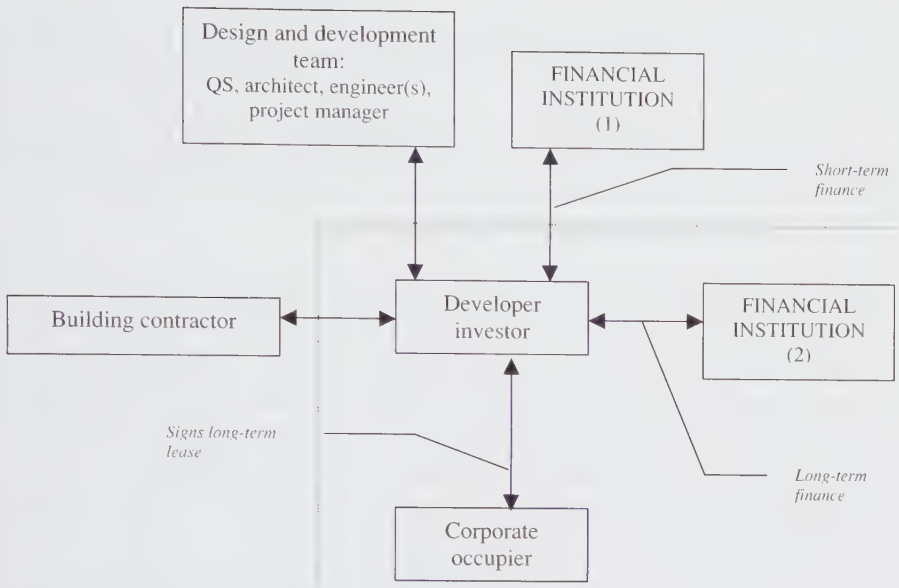 Design and development
team:
QS, architect, engineer(s),
project manager
FINANCIAL
INSTITUTION
(1)
Short-term
finance
Building contractor
Developer
investor
FINANCIAL
INSTITUTION
(2)
Signs long-term
lease
Long-term
finance
Corporate
occupier